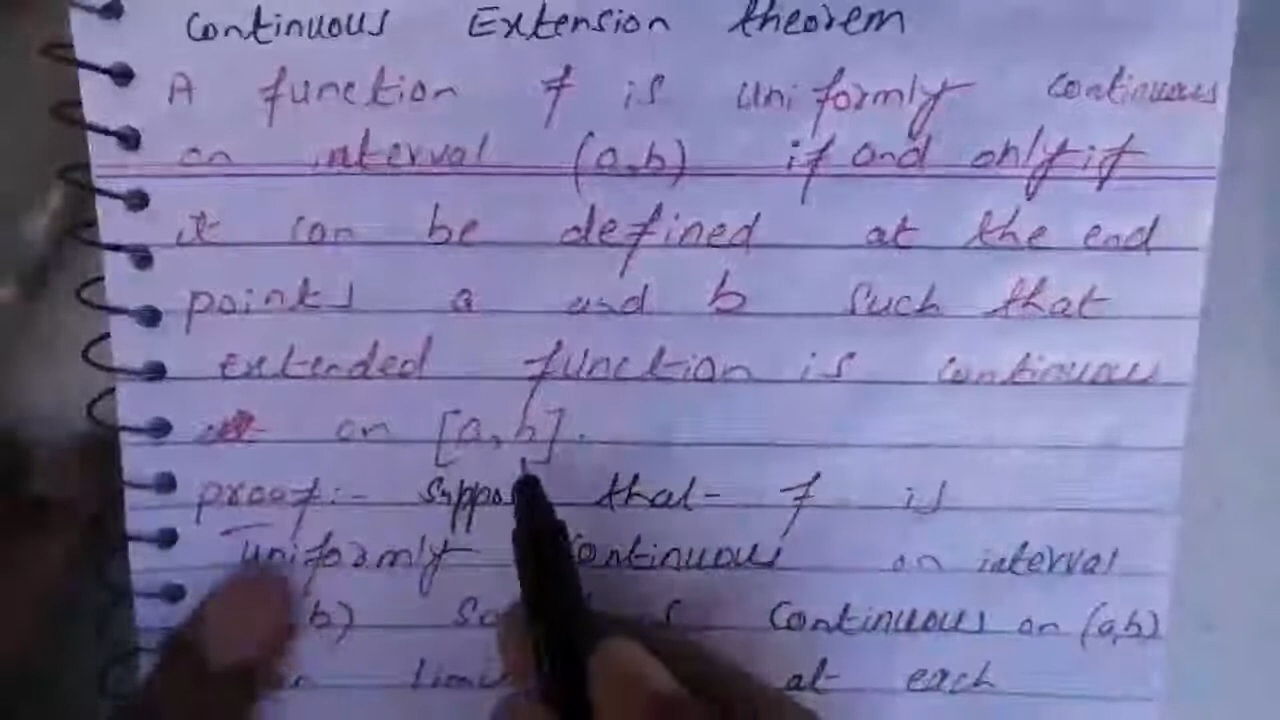 Continuous Extension theorem
A function f is uniformly continuous
on interval (a,b) if and only if
it can be defined at the end
points a and b such that
extended function is continuous
on [a,b].
proof:- that f is
uniformly continuous on interval
b) continuous on (a,b)
at each